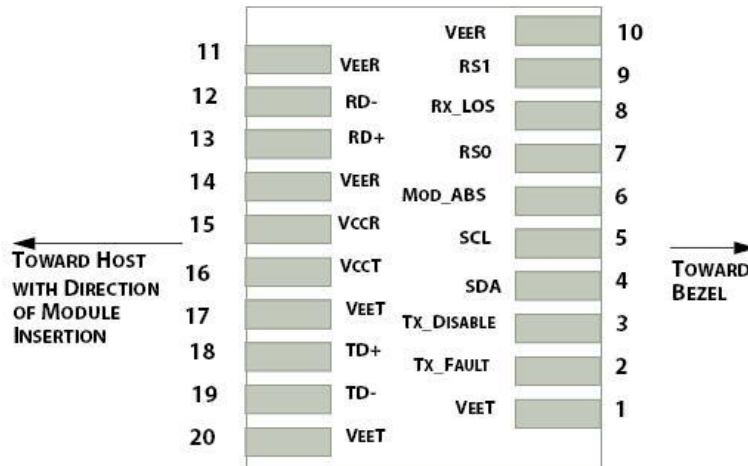 11 VEER
12 RD-
13 RD+
14 VEER
15 VCCR
16 VCCT
17 VEET
18 TD+
19 TD-
20 VEET
VEER 10
RS1 9
RX_LOS 8
RS0 7
MOD_ABS 6
SCL 5
SDA 4
TX_DISABLE 3
TX_FAULT 2
VEET 1
TOWARD HOST
WITH DIRECTION
OF MODULE
INSERTION
TOWARD
BEZEL